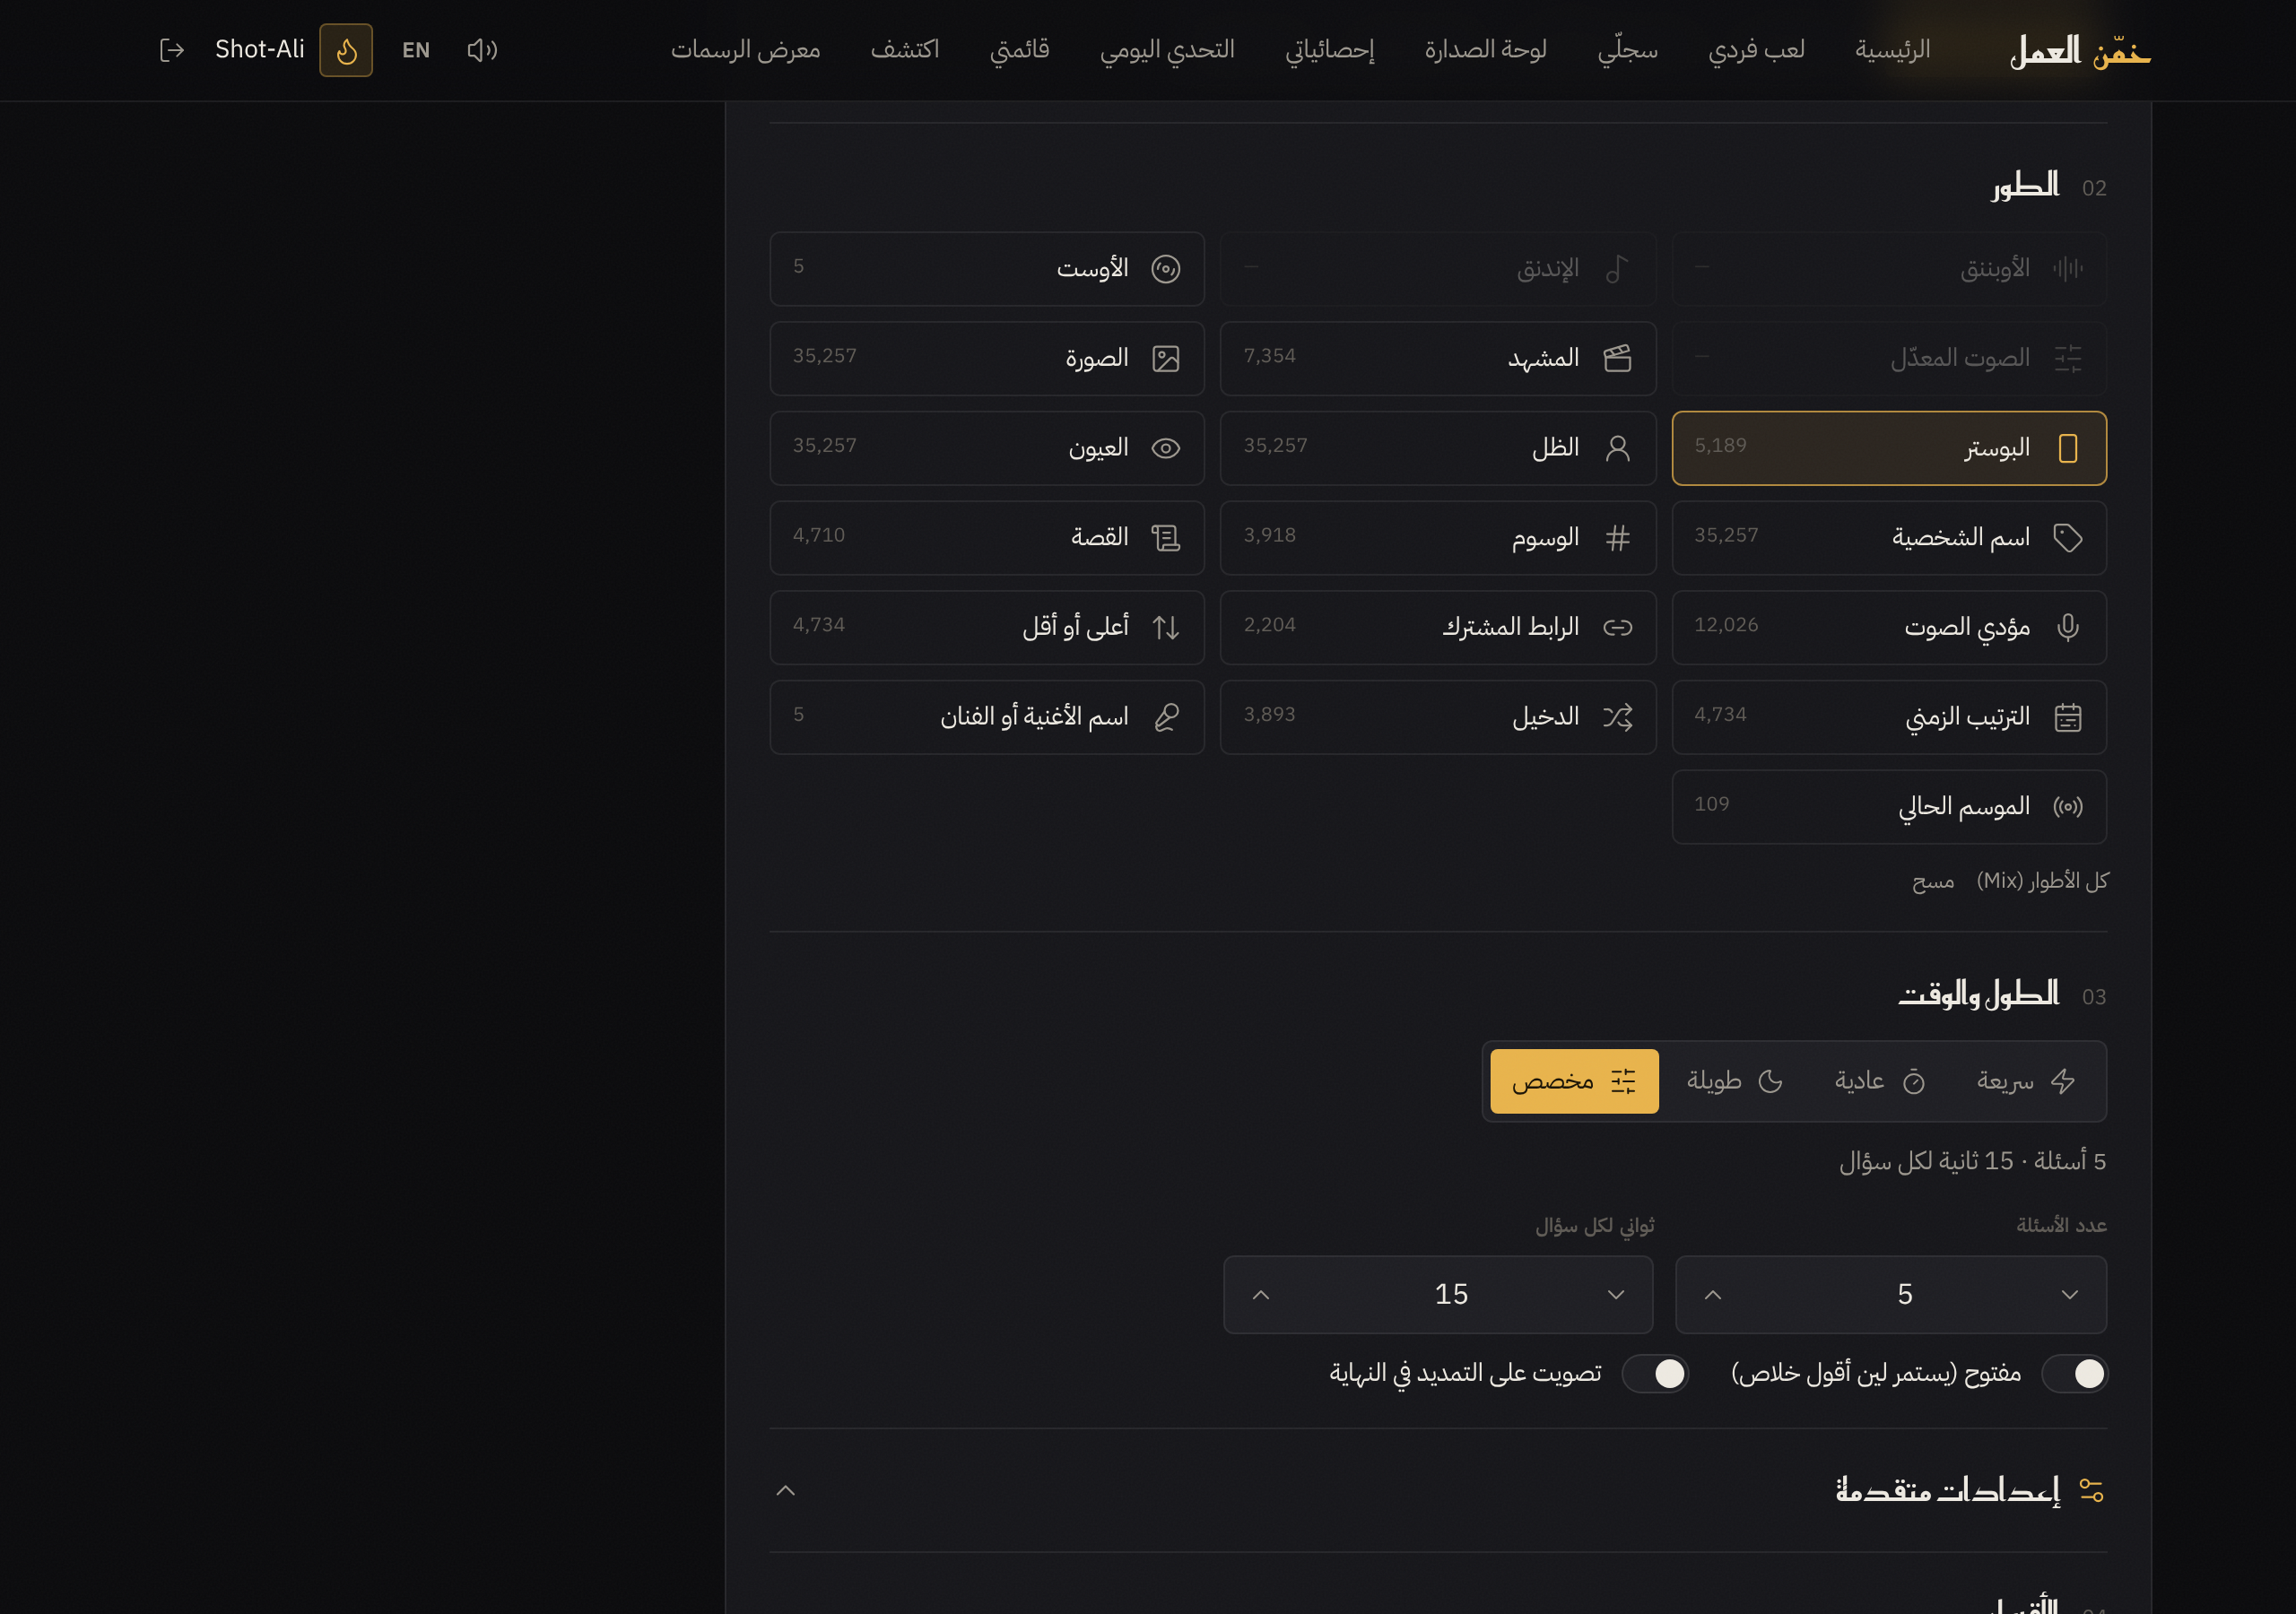 خمّن العمل
الرئيسية
لعب فردي
سجلّي
لوحة الصدارة
إحصائياتي
التحدي اليومي
قائمتي
اكتشف
معرض الرسمات
EN
Shot-Ali
02 الطور
الأوبننق —
الإندنق —
الأوست 5
الصوت المعدّل —
المشهد 7,354
الصورة 35,257
البوستر 5,189
الظل 35,257
العيون 35,257
اسم الشخصية 35,257
الوسوم 3,918
القصة 4,710
مؤدي الصوت 12,026
الرابط المشترك 2,204
أعلى أو أقل 4,734
الترتيب الزمني 4,734
الدخيل 3,893
اسم الأغنية أو الفنان 5
الموسم الحالي 109
كل الأطوار (Mix) مسح
03 الطول والوقت
سريعة
عادية
طويلة
مخصص
5 أسئلة · 15 ثانية لكل سؤال
عدد الأسئلة
ثواني لكل سؤال
5
15
مفتوح (يستمر لين أقول خلاص)
تصويت على التمديد في النهاية
إعدادات متقدمة